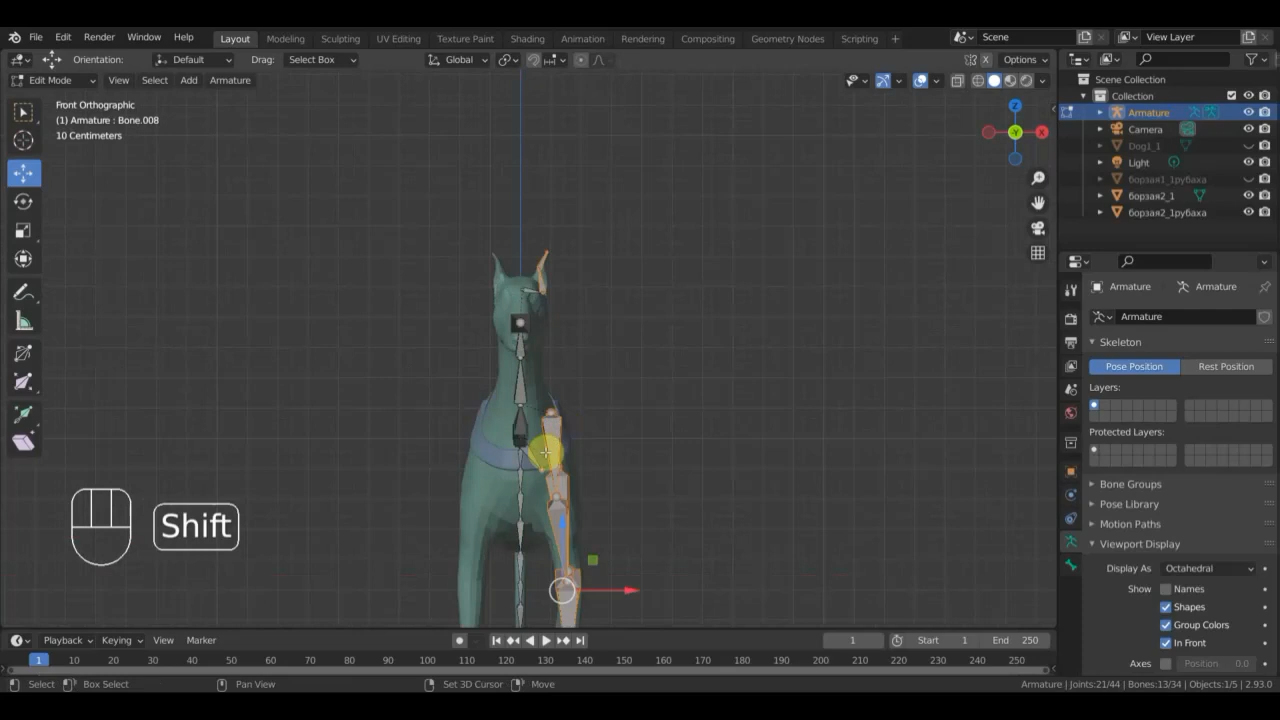 File Edit Render Window Help Layout Modeling Sculpting UV Editing Texture Paint Shading Animation Rendering Compositing Geometry Nodes Scripting + Scene View Layer
Orientation: Default Drag: Select Box Global Options
Edit Mode View Select Add Armature
Front Orthographic
(1) Armature : Bone.008
10 Centimeters
Z
X
-Y
Shift
Scene Collection
Collection
Armature
Camera
Dog1_1
Light
борзая1_1рубаха
борзая2_1
борзая2_1рубаха
Armature Armature
Armature
Skeleton
Pose Position Rest Position
Layers:
Protected Layers:
Bone Groups
Pose Library
Motion Paths
Viewport Display
Display As Octahedral
Show Names
Shapes
Group Colors
In Front
Axes Position 0.0
Playback Keying View Marker 1 Start 1 End 250
1 10 20 30 40 50 60 70 80 90 100 110 120 130 140 150 160 170 180 190 200 210 220 230 240 250
Select Box Select Pan View Set 3D Cursor Move Armature | Joints:21/44 | Bones:13/34 | Objects:1/5 | 2.93.0